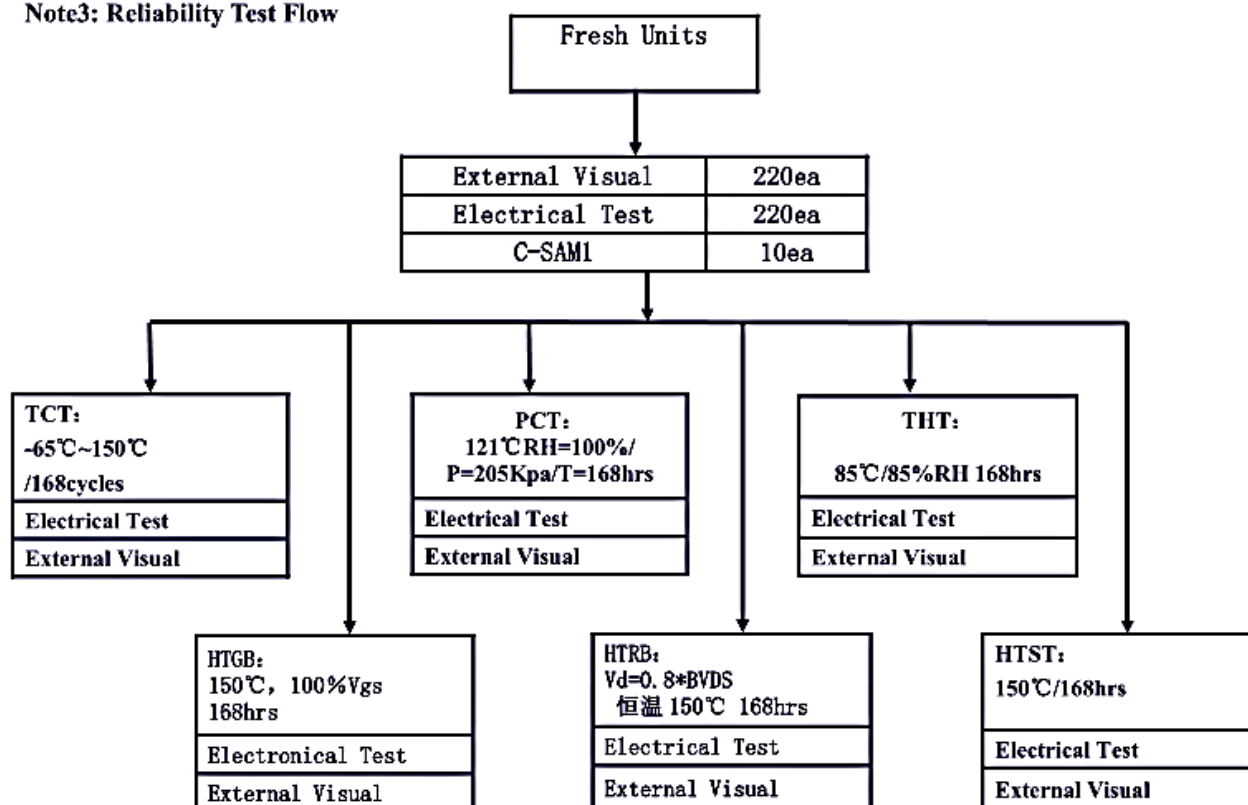 Note3: Reliability Test Flow
Fresh Units
External Visual 220ea
Electrical Test 220ea
C-SAM1 10ea
TCT:
-65℃~150℃
/168cycles
Electrical Test
External Visual
PCT:
121℃RH=100%/
P=205Kpa/T=168hrs
Electrical Test
External Visual
THT:
85℃/85%RH 168hrs
Electrical Test
External Visual
HTGB:
150℃, 100%Vgs
168hrs
Electronical Test
External Visual
HTRB:
Vd=0.8*BVDS
恒温 150℃ 168hrs
Electrical Test
External Visual
HTST:
150℃/168hrs
Electrical Test
External Visual